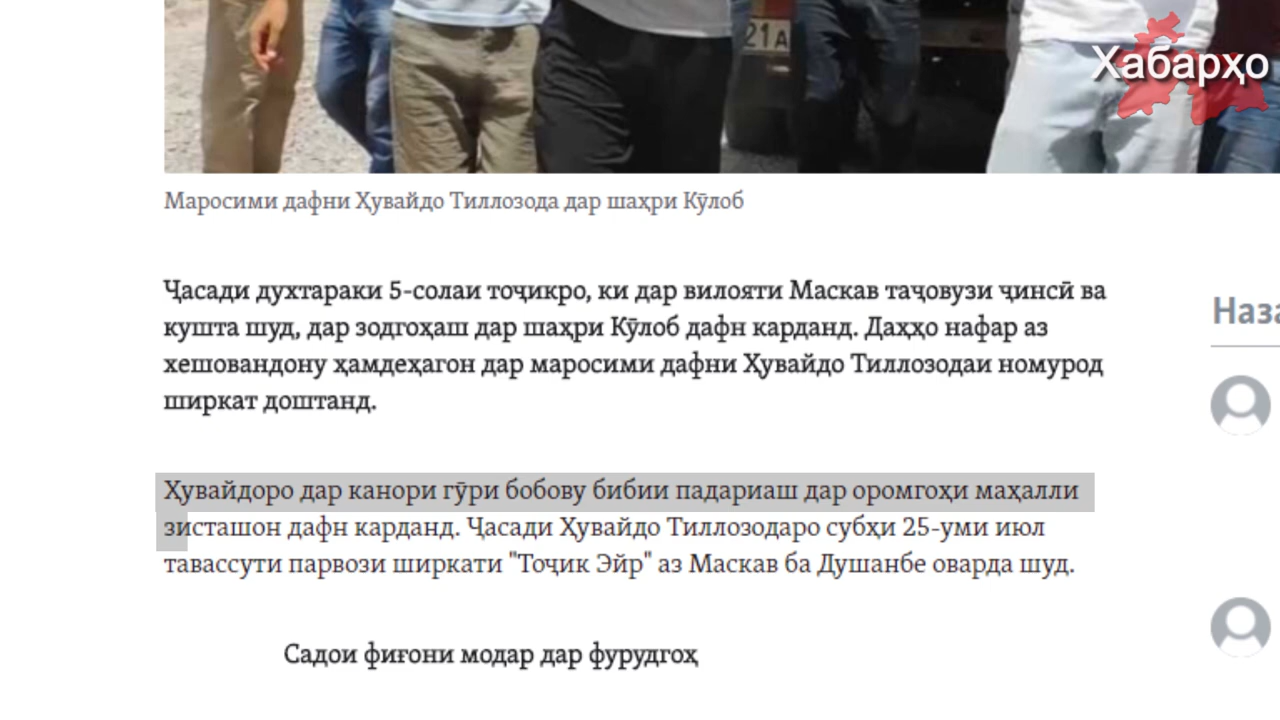 21А
Хабарҳо
Маросими дафни Ҳувайдо Тиллозода дар шаҳри Кӯлоб
Ҷасади духтараки 5-солаи тоҷикро, ки дар вилояти Маскав таҷовузи ҷинсӣ ва
кушта шуд, дар зодгоҳаш дар шаҳри Кӯлоб дафн карданд. Даҳҳо нафар аз
хешовандону ҳамдеҳагон дар маросими дафни Ҳувайдо Тиллозодаи номурод
ширкат доштанд.
Наза
Ҳувайдоро дар канори гӯри бобову бибии падариаш дар оромгоҳи маҳалли
зисташон дафн карданд. Ҷасади Ҳувайдо Тиллозодаро субҳи 25-уми июл
тавассути парвози ширкати "Тоҷик Эйр" аз Маскав ба Душанбе оварда шуд.
Садои фиғони модар дар фурудгоҳ